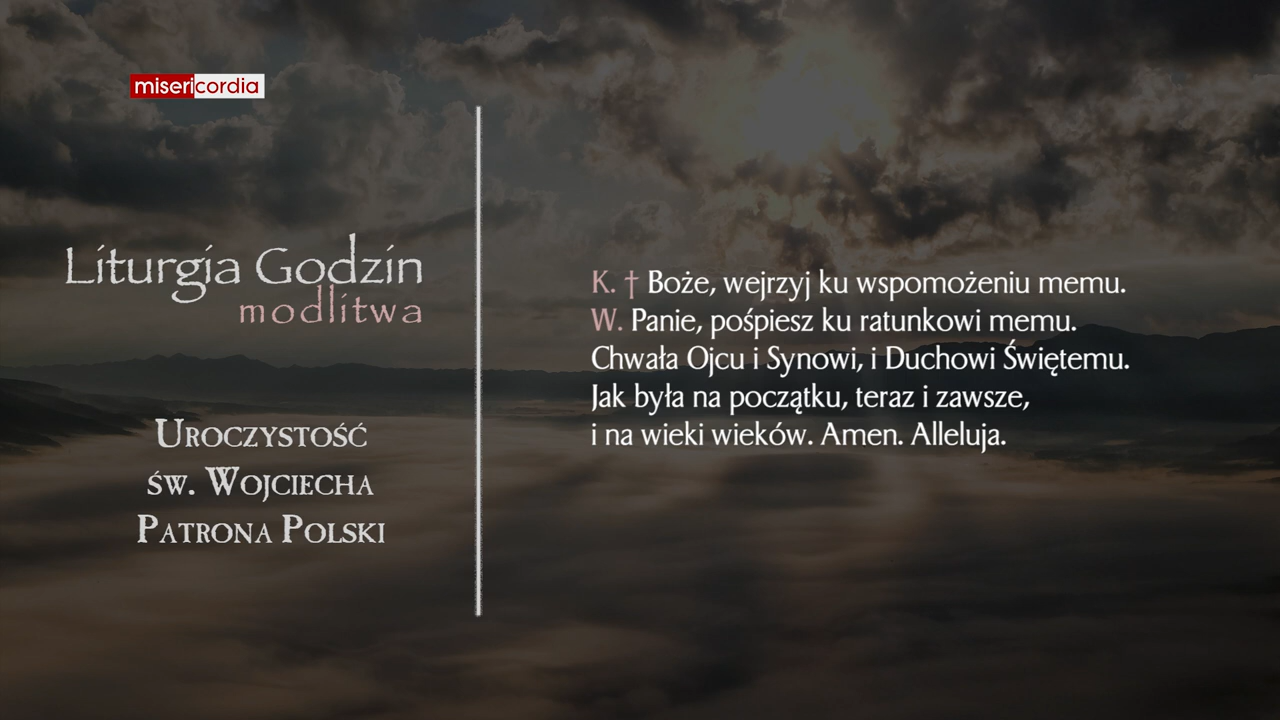 misericordia
Liturgia Godzin
modlitwa
Uroczystość
św. Wojciecha
Patrona Polski
K. † Boże, wejrzyj ku wspomożeniu memu.
W. Panie, pośpiesz ku ratunkowi memu.
Chwała Ojcu i Synowi, i Duchowi Świętemu.
Jak była na początku, teraz i zawsze,
i na wieki wieków. Amen. Alleluja.